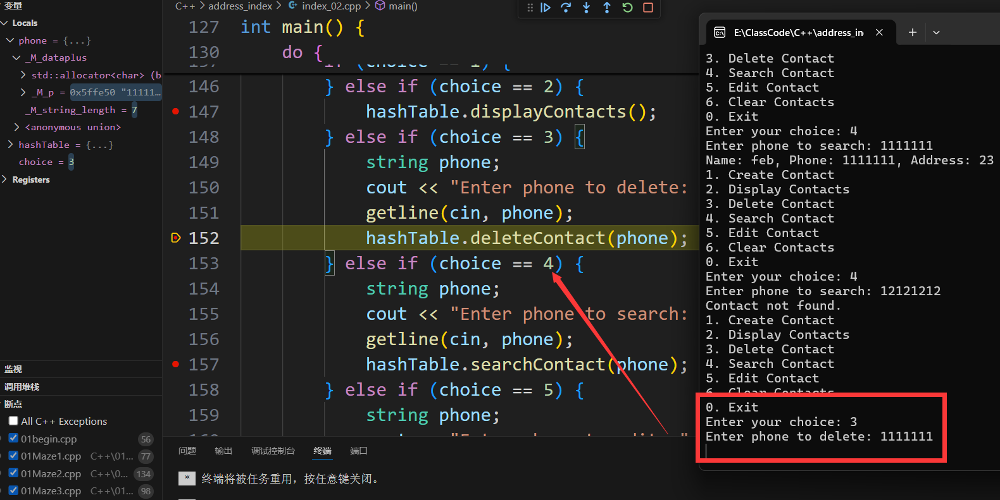 变量
Locals
phone = {...}
_M_dataplus
std::allocator<char> (b
_M_p = 0x5ffe50 "11111…
_M_string_length = 7
<anonymous union>
hashTable = {...}
choice = 3
Registers
监视
调用堆栈
断点
All C++ Exceptions
01begin.cpp 56
01Maze1.cpp C++\01... 77
01Maze2.cpp C++\0... 134
01Maze3.cpp C++\01... 98
C++ > address_index > index_02.cpp > main()
127 int main() {
130 do {
146 } else if (choice == 2) {
147 hashTable.displayContacts();
148 } else if (choice == 3) {
149 string phone;
150 cout << "Enter phone to delete:
151 getline(cin, phone);
152 hashTable.deleteContact(phone);
153 } else if (choice == 4) {
154 string phone;
155 cout << "Enter phone to search:
156 getline(cin, phone);
157 hashTable.searchContact(phone);
158 } else if (choice == 5) {
159 string phone;
问题 输出 调试控制台 终端 端口
* 终端将被任务重用，按任意键关闭。
E:\ClassCode\C++\address_in
3. Delete Contact
4. Search Contact
5. Edit Contact
6. Clear Contacts
0. Exit
Enter your choice: 4
Enter phone to search: 1111111
Name: feb, Phone: 1111111, Address: 23
1. Create Contact
2. Display Contacts
3. Delete Contact
4. Search Contact
5. Edit Contact
6. Clear Contacts
0. Exit
Enter your choice: 4
Enter phone to search: 12121212
Contact not found.
1. Create Contact
2. Display Contacts
3. Delete Contact
4. Search Contact
5. Edit Contact
6. Clear Contacts
0. Exit
Enter your choice: 3
Enter phone to delete: 1111111